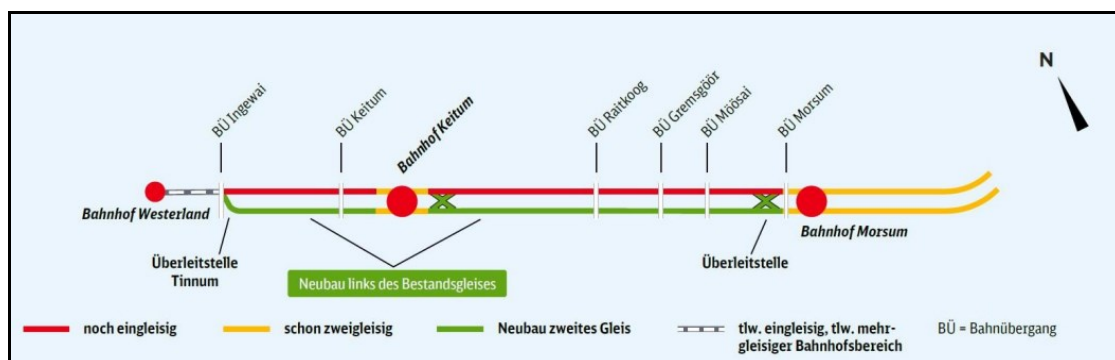 N
BÜ Ingewai
BÜ Keitum
Bahnhof Keitum
BÜ Raitkoog
BÜ Gremsgöör
BÜ Möösai
BÜ Morsum
Bahnhof Westerland
Bahnhof Morsum
Überleitstelle
Tinnum
Überleitstelle
Neubau links des Bestandsgleises
noch eingleisig
schon zweigleisig
Neubau zweites Gleis
tlw. eingleisig, tlw. mehr-
gleisiger Bahnhofsbereich
BÜ = Bahnübergang